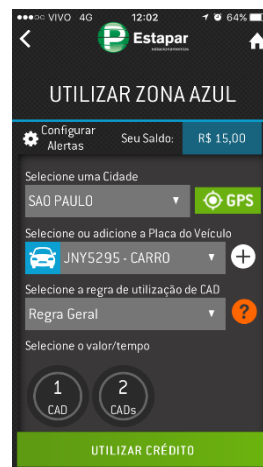 VIVO 4G 12:02 64%
Estapar
UTILIZAR ZONA AZUL
Configurar Alertas Seu Saldo: R$ 15,00
Selecione uma Cidade
SAO PAULO GPS
Selecione ou adicione a Placa do Veículo
JNY5295 - CARRO +
Selecione a regra de utilização de CAD
Regra Geral ?
Selecione o valor/tempo
1 CAD 2 CADs
UTILIZAR CRÉDITO